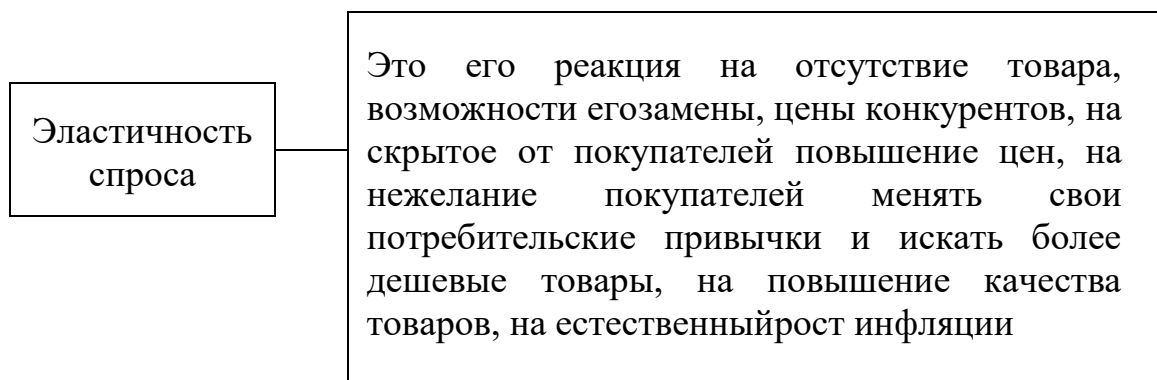 Эластичность
спроса
Это его реакция на отсутствие товара,
возможности егозамены, цены конкурентов, на
скрытое от покупателей повышение цен, на
нежелание покупателей менять свои
потребительские привычки и искать более
дешевые товары, на повышение качества
товаров, на естественныйрост инфляции